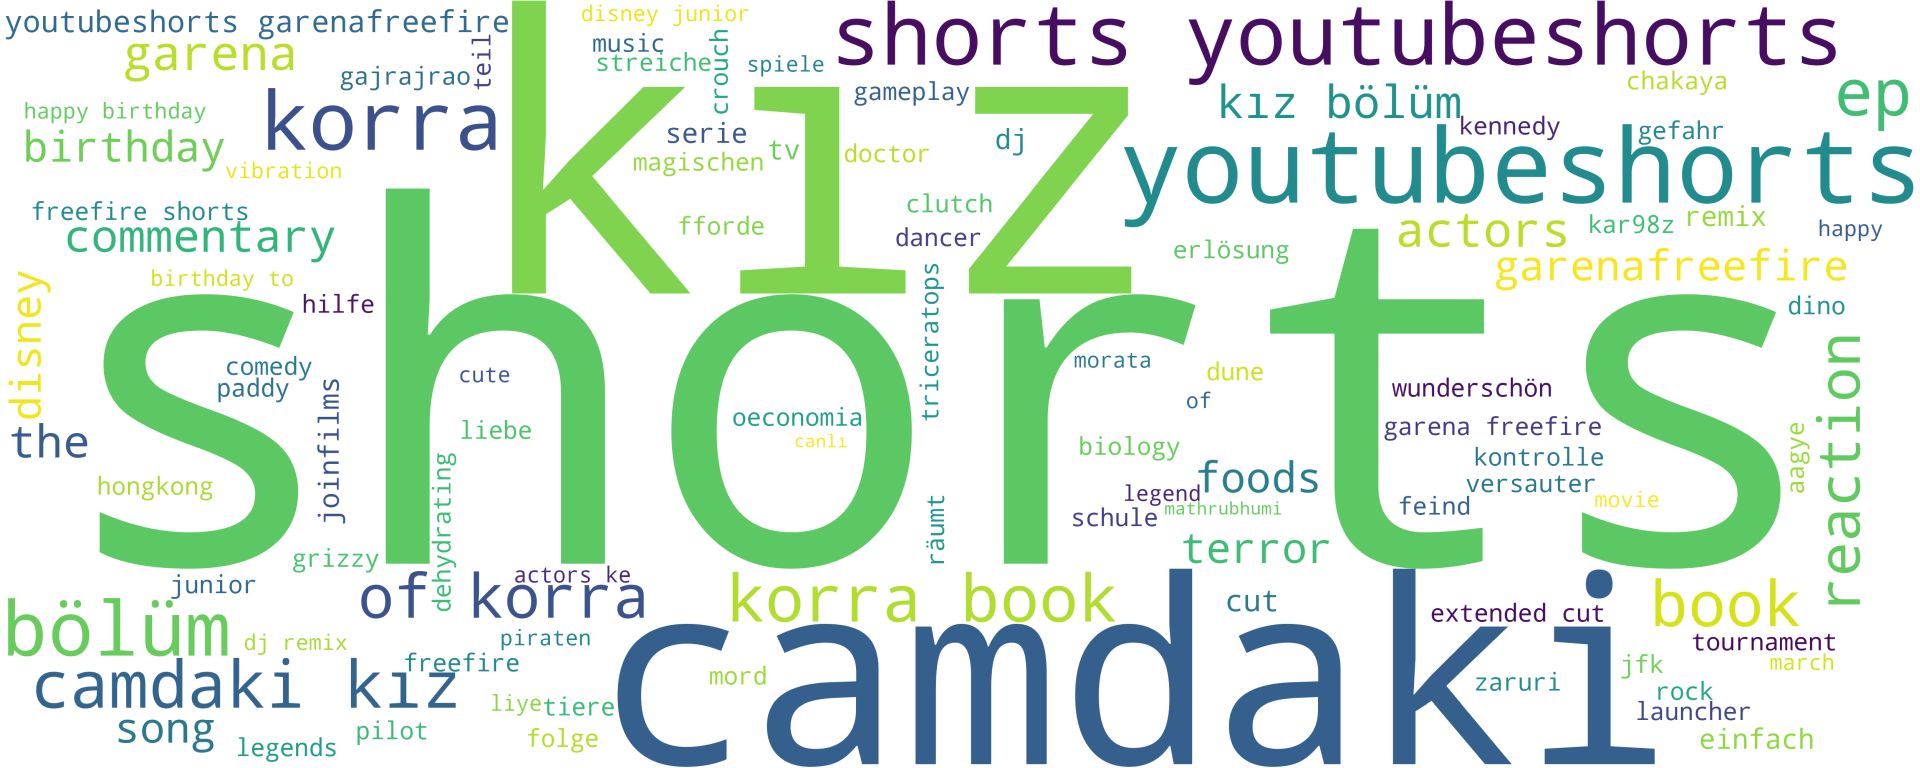 youtubeshorts garenafreefire
disney junior
shorts youtubeshorts
garena
teil
music
streiche
crouch
spiele
gajrajrao
kız
gameplay
chakaya
ep
happy birthday
korra
kız bölüm
birthday
serie
magischen
tv
doctor
dj
kennedy
gefahr
youtubeshorts
vibration
freefire shorts
commentary
fforde
clutch
dancer
actors
kar98z
remix
happy
erlösung
garenafreefire
birthday to
disney
hilfe
shorts
triceratops
dino
comedy
paddy
cute
morata
dune
of
wunderschön
reaction
joinfilms
liebe
oeconomia
canlı
biology
garena freefire
the
kontrolle
aagye
hongkong
dehydrating
foods
versauter
legend
schule
mathrubhumi
feind
movie
räumt
grizzy
terror
junior
actors ke
of korra
korra book
cut
extended cut
book
bölüm
dj remix
piraten
camdaki
tournament
camdaki kız
freefire
mord
zaruri
jfk
march
rock
liye
tiere
launcher
song
pilot
folge
legends
einfach